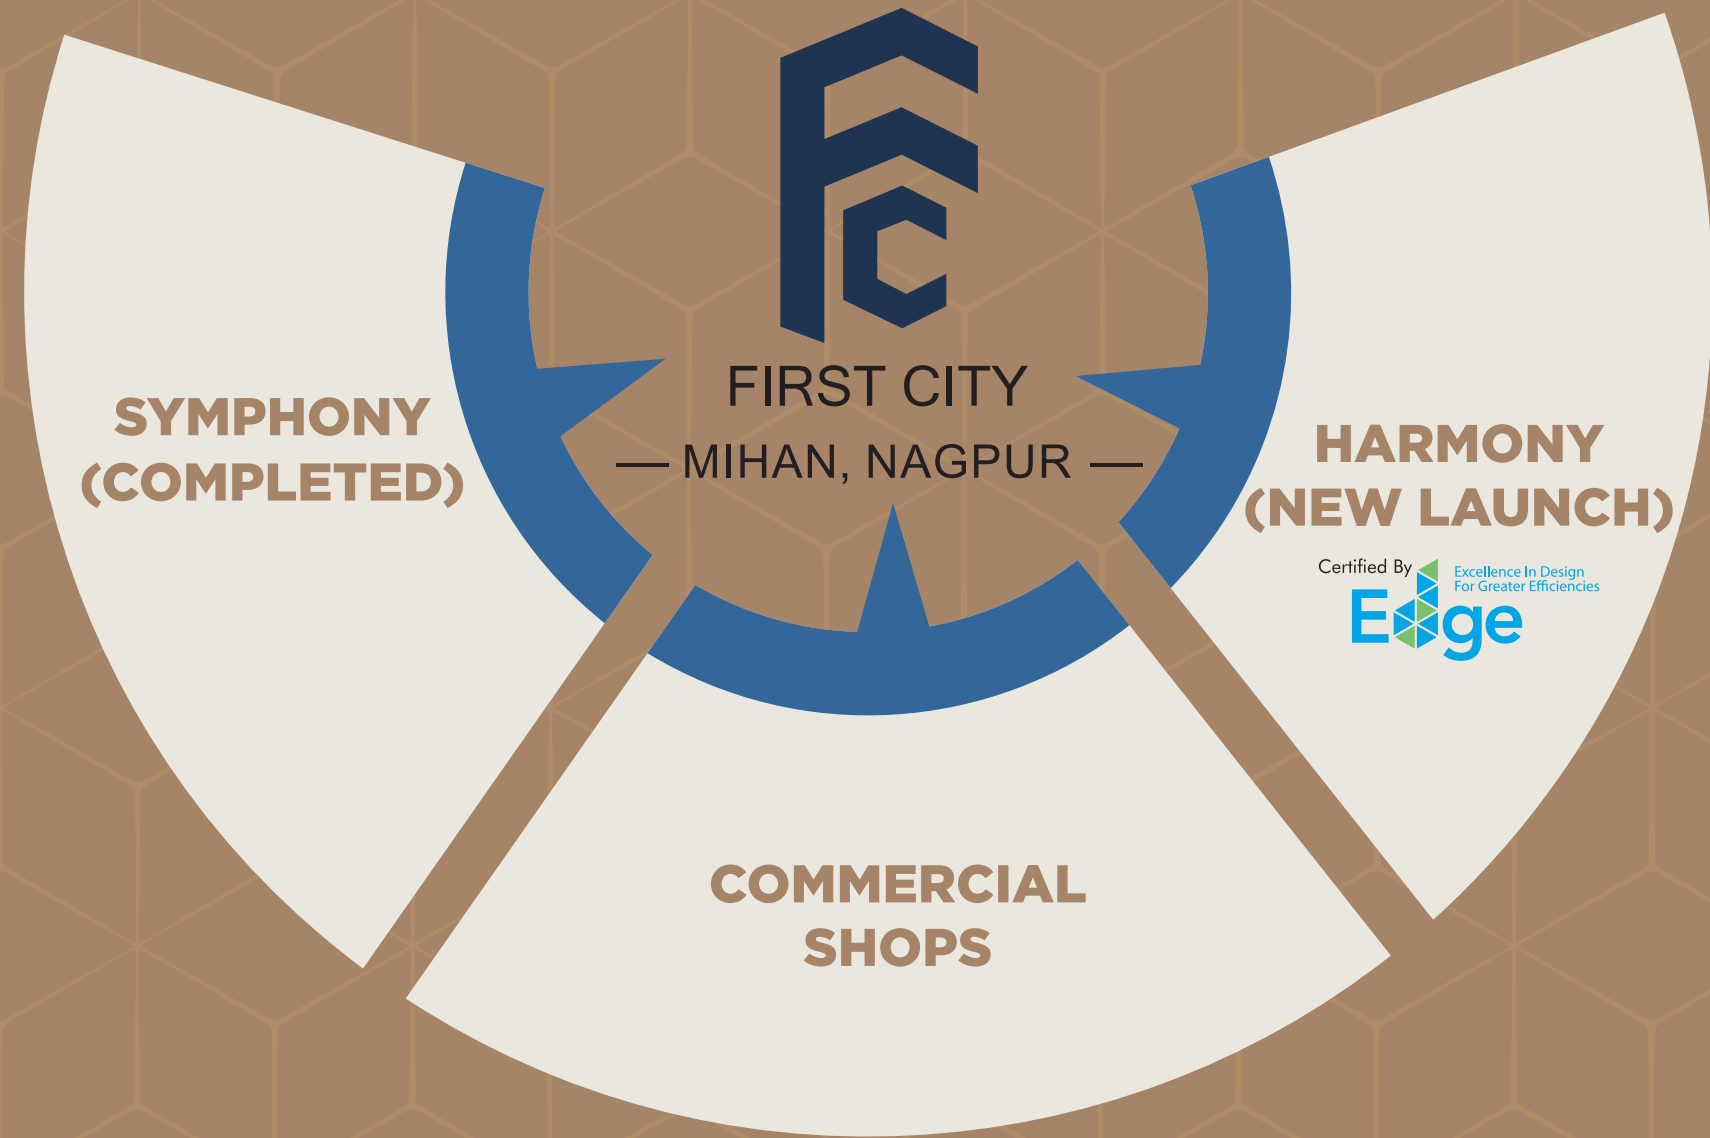 FIRST CITY
— MIHAN, NAGPUR —
SYMPHONY
(COMPLETED)
HARMONY
(NEW LAUNCH)
Certified By
Edge
Excellence In Design
For Greater Efficiencies
COMMERCIAL
SHOPS